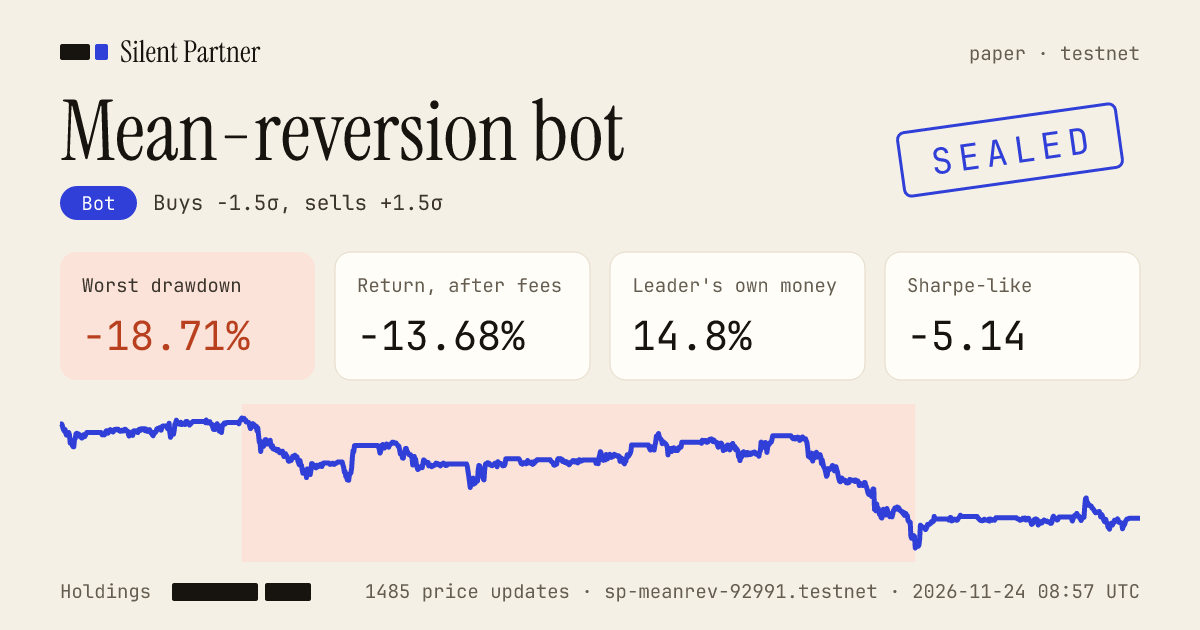 Silent Partner
paper · testnet
Mean-reversion bot
SEALED
Bot
Buys -1.5σ, sells +1.5σ
Worst drawdown
-18.71%
Return, after fees
-13.68%
Leader's own money
14.8%
Sharpe-like
-5.14
Holdings
1485 price updates · sp-meanrev-92991.testnet · 2026-11-24 08:57 UTC